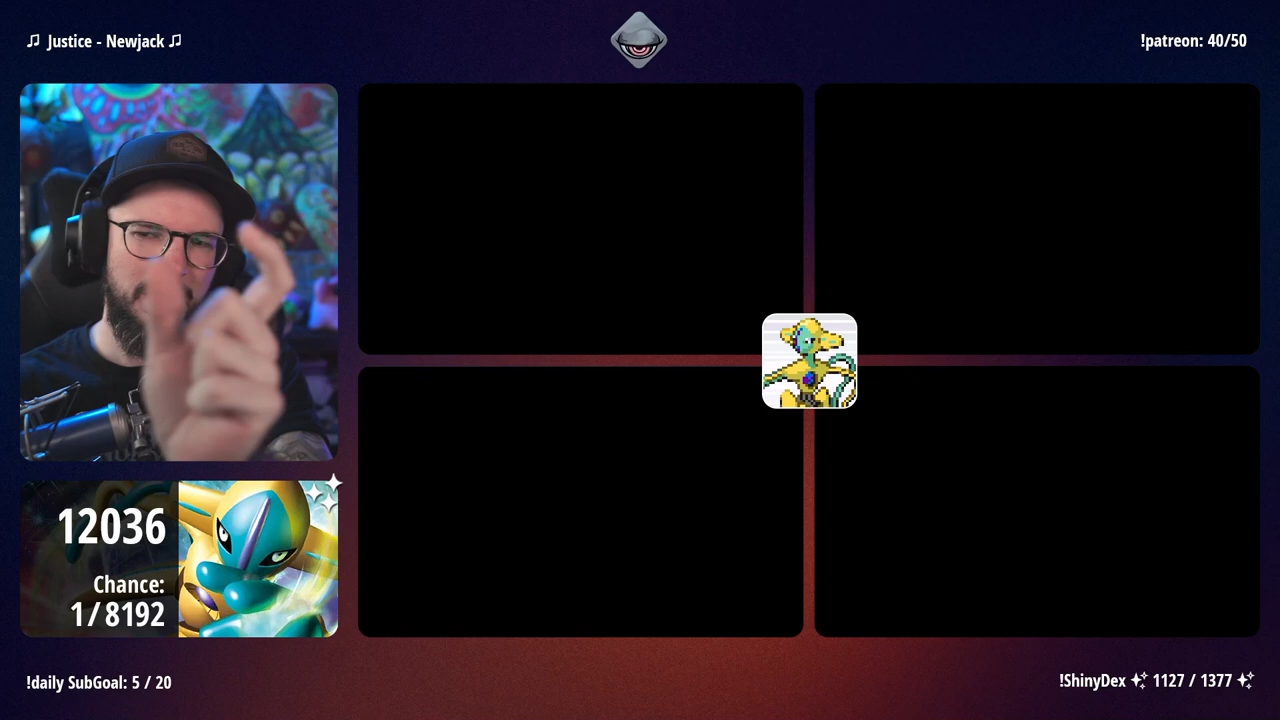 ♫ Justice - Newjack ♫
!patreon: 40/50
12036
Chance:
1/8192
!daily SubGoal: 5 / 20
!ShinyDex ✨ 1127 / 1377 ✨